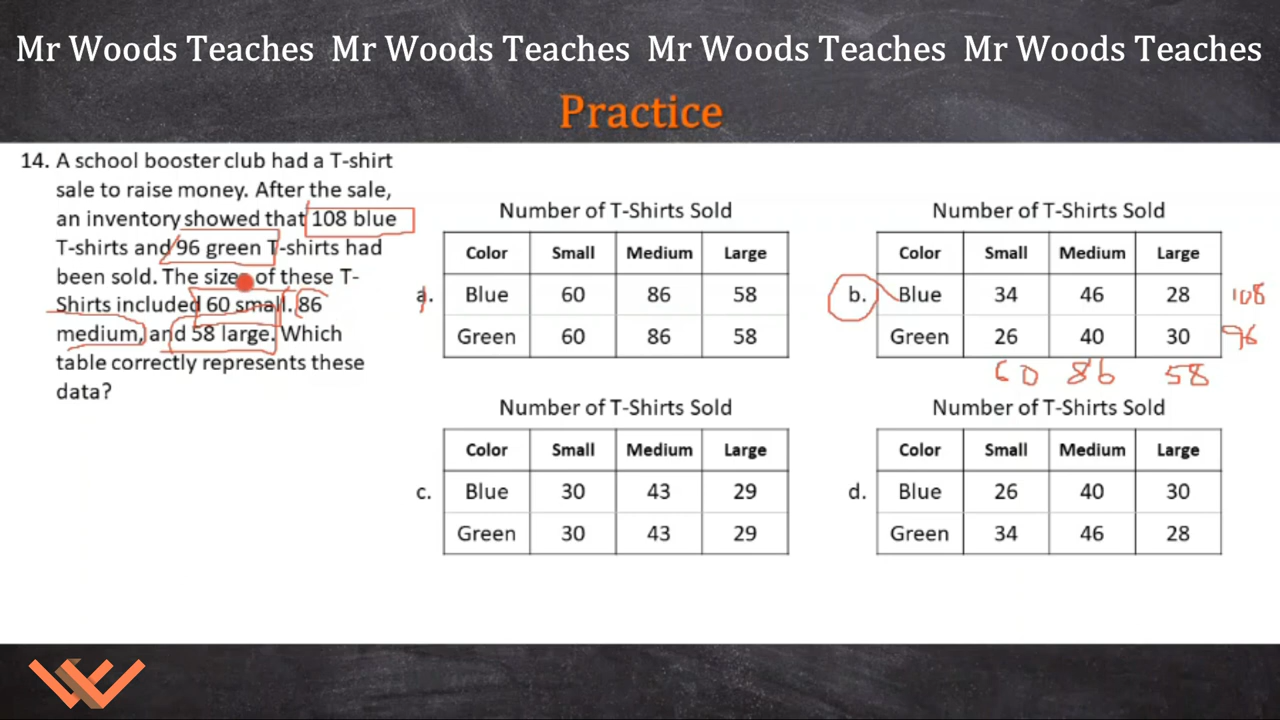 Mr Woods Teaches Mr Woods Teaches Mr Woods Teaches Mr Woods Teaches
Practice
14. A school booster club had a T-shirt
sale to raise money. After the sale,
an inventory showed that 108 blue
T-shirts and 96 green T-shirts had
been sold. The sizes of these T-
Shirts included 60 small. 86
medium, and 58 large. Which
table correctly represents these
data?
Number of T-Shirts Sold
Color Small Medium Large
a. Blue 60 86 58
Green 60 86 58
Number of T-Shirts Sold
Color Small Medium Large
b. Blue 34 46 28 108
Green 26 40 30 96
60 86 58
Number of T-Shirts Sold
Color Small Medium Large
c. Blue 30 43 29
Green 30 43 29
Number of T-Shirts Sold
Color Small Medium Large
d. Blue 26 40 30
Green 34 46 28